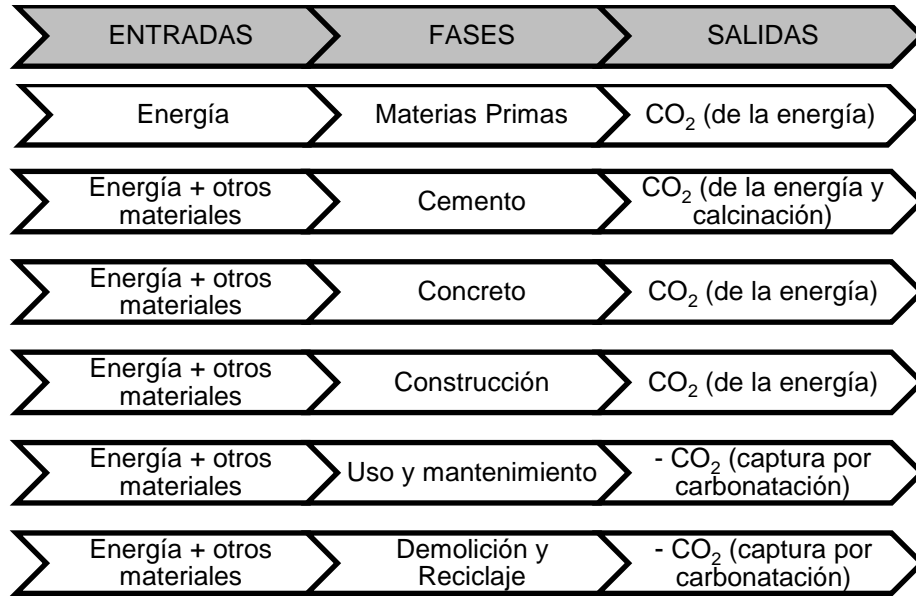 ENTRADAS FASES SALIDAS
Energía Materias Primas CO₂ (de la energía)
Energía + otros
materiales
Cemento
CO₂ (de la energía y
calcinación)
Energía + otros
materiales
Concreto
CO₂ (de la energía)
Energía + otros
materiales
Construcción
CO₂ (de la energía)
Energía + otros
materiales
Uso y mantenimiento
- CO₂ (captura por
carbonatación)
Energía + otros
materiales
Demolición y
Reciclaje
- CO₂ (captura por
carbonatación)